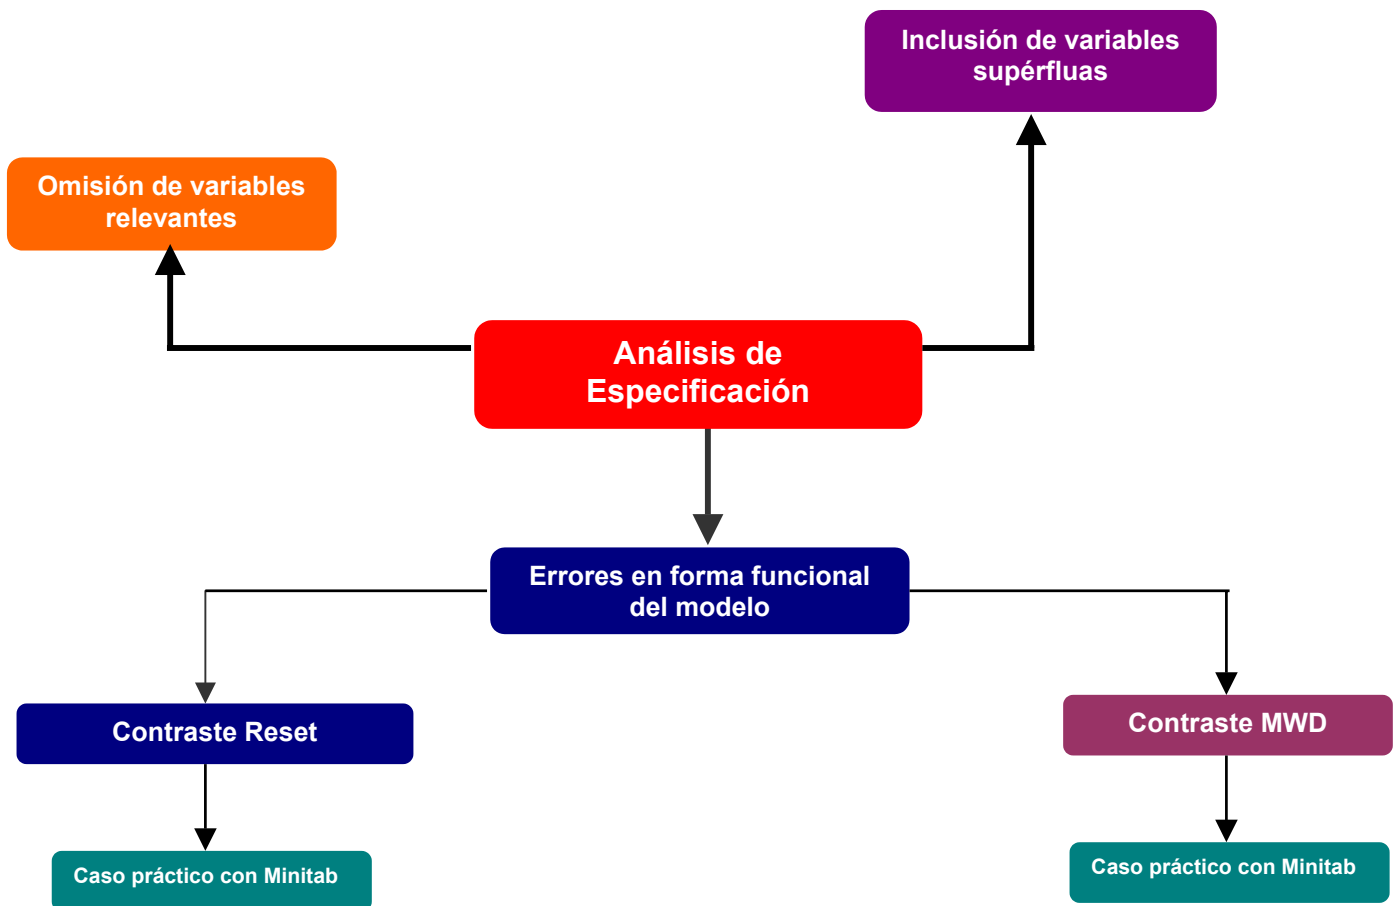 Inclusión de variables
supérfluas
Omisión de variables
relevantes
Análisis de
Especificación
Errores en forma funcional
del modelo
Contraste Reset
Contraste MWD
Caso práctico con Minitab
Caso práctico con Minitab